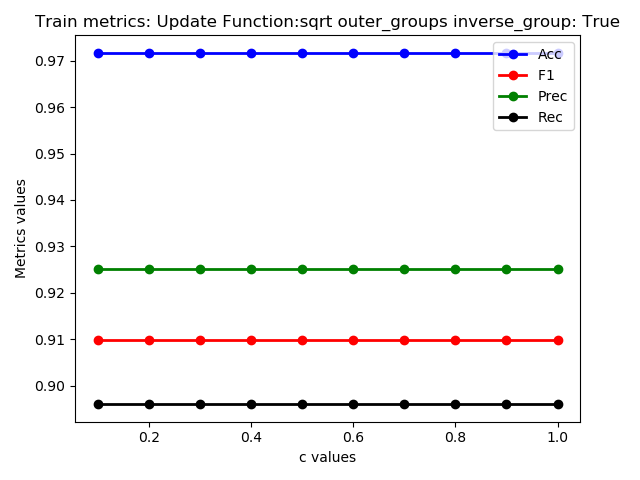 Train metrics: Update Function:sqrt outer_groups inverse_group: True
Metrics values
0.97
0.96
0.95
0.94
0.93
0.92
0.91
0.90
Acc
F1
Prec
Rec
0.2 0.4 0.6 0.8 1.0
c values